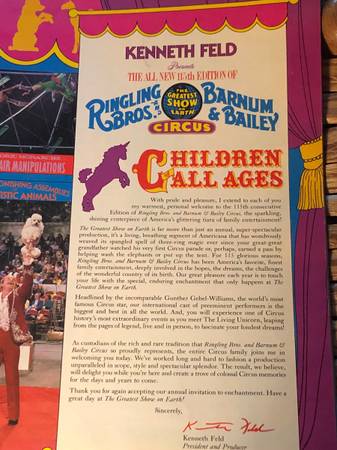 KENNETH FELD
Presents
THE ALL NEW 115th EDITION OF
RINGLING BROS. AND BARNUM & BAILEY
THE GREATEST SHOW ON EARTH
CIRCUS
CHILDREN
OF ALL AGES
AIR MANIPULATIONS
ONISHING ASSEMBLAGES
ISTIC ANIMALS
With pride and pleasure, I extend to each of you
my warmest, personal welcome to the 115th consecutive
Edition of Ringling Bros. and Barnum & Bailey Circus, the sparkling,
shining centerpiece of America's glittering tiara of family entertainment!
The Greatest Show on Earth is far more than just an annual, super-spectacular
production, it's a living, breathing segment of Americana that has wondrously
weaved its spangled spell of three-ring magic ever since your great-great
grandfather watched his very first Circus parade or, perhaps, earned a pass by
helping wash the elephants or put up the tent. For 115 glorious seasons,
Ringling Bros. and Barnum & Bailey Circus has been America's favorite, finest
family entertainment, deeply involved in the hopes, the dreams, the challenges
of the wonderful country of its birth. Our great pleasure each year is to touch
your life with the special, enduring enchantment that only happens at The
Greatest Show on Earth.
Headlined by the incomparable Gunther Gebel-Williams, the world's most
famous Circus star, our international cast of preeminent performers is the
biggest and best in all the world. And, you will experience one of Circus
history's most extraordinary events as you meet The Living Unicorn, leaping
from the pages of legend, live and in person, to fascinate your fondest dreams!
As custodians of the rich and rare tradition that Ringling Bros. and Barnum &
Bailey Circus so proudly represents, the entire Circus family joins me in
welcoming you today. We've worked long and hard to fashion a production
unparalleled in scope, style and spectacular splendor. The result, we believe,
will delight you while you're here and create a trove of colossal Circus memories
for the days and years to come.
Thank you for again accepting our annual invitation to enchantment. Have a
great day at The Greatest Show on Earth!
Sincerely,
Kenneth Feld
Kenneth Feld
President and Producer